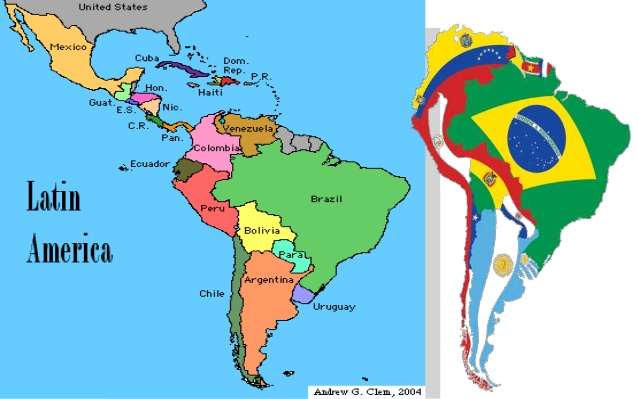 United States
Mexico
Cuba
Dom.
Rep.
P.R.
Haiti
Hon.
Guat.
E.S.
Nic.
C.R.
Pan.
Venezuela
Colombia
Ecuador
Brazil
Peru
Bolivia
Para.
Chile
Argentina
Uruguay
Latin
America
Andrew G. Clem, 2004